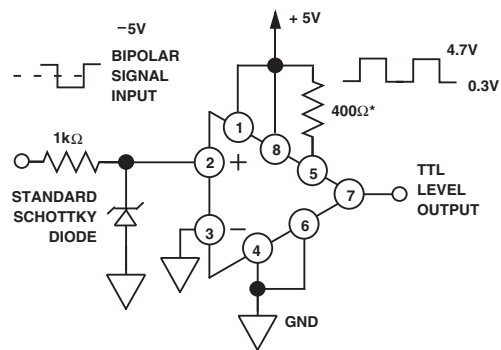 −5V
BIPOLAR
SIGNAL
INPUT
+ 5V
4.7V
0.3V
400Ω*
1kΩ
1
8
5
2
+
7
TTL
LEVEL
OUTPUT
STANDARD
SCHOTTKY
DIODE
3
−
4
6
GND